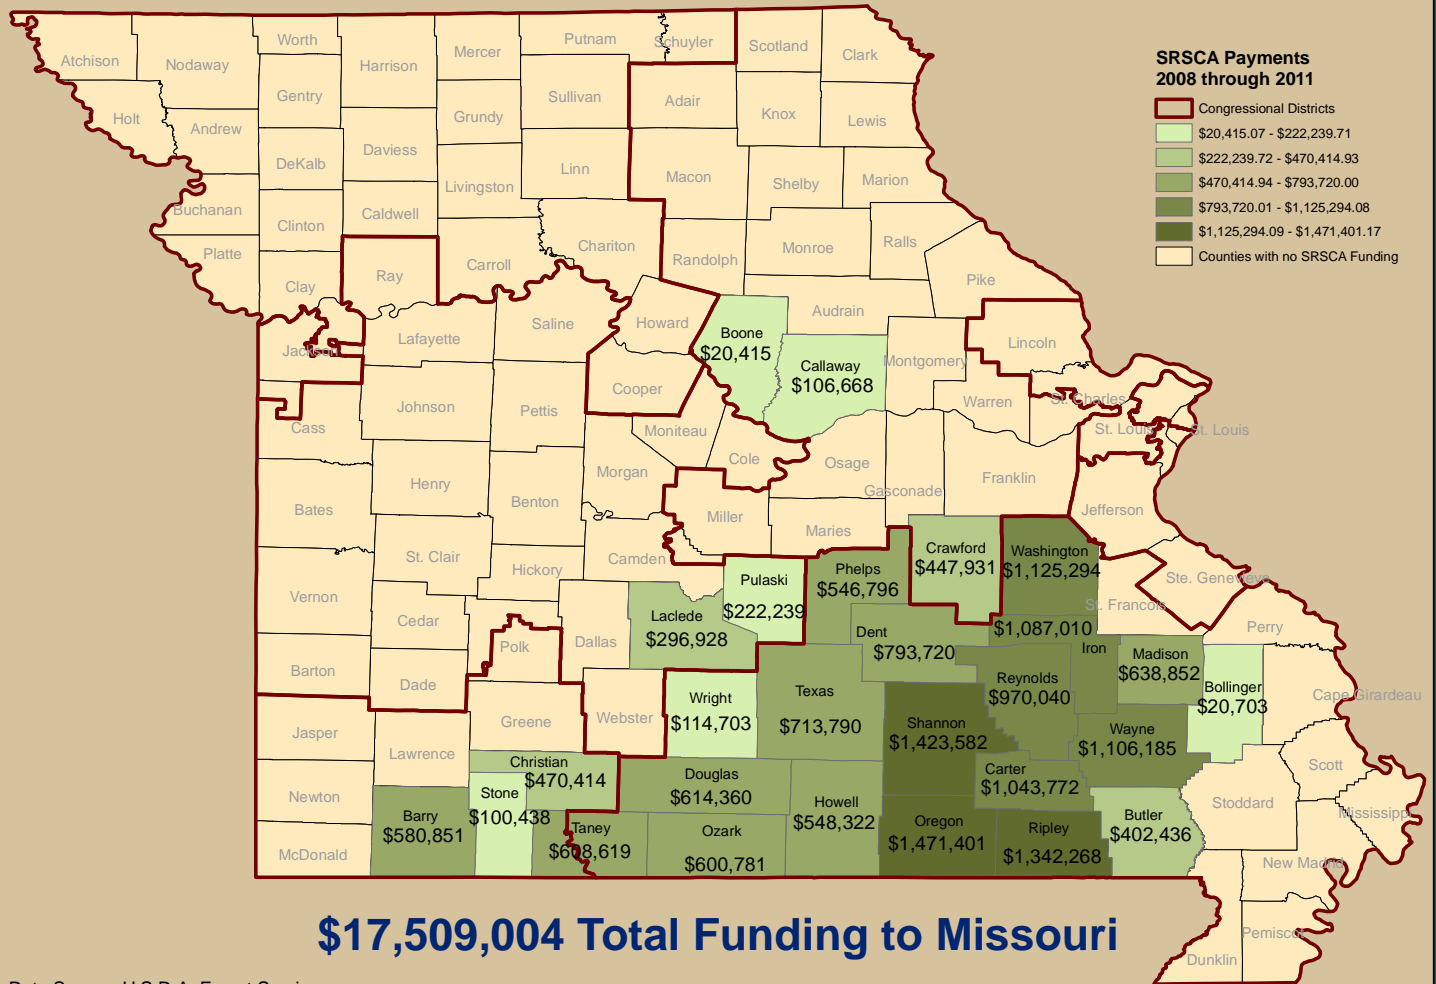 SRSCA Payments
2008 through 2011
Congressional Districts
$20,415.07 - $222,239.71
$222,239.72 - $470,414.93
$470,414.94 - $793,720.00
$793,720.01 - $1,125,294.08
$1,125,294.09 - $1,471,401.17
Counties with no SRSCA Funding
Atchison
Nodaway
Worth
Harrison
Mercer
Putnam
Schuyler
Scotland
Clark
Holt
Andrew
Gentry
Grundy
Sullivan
Adair
Knox
Lewis
DeKalb
Daviess
Livingston
Linn
Macon
Shelby
Marion
Buchanan
Clinton
Caldwell
Chariton
Randolph
Monroe
Ralls
Platte
Clay
Ray
Carroll
Pike
Jackson
Lafayette
Saline
Howard
Boone
$20,415
Audrain
Callaway
$106,668
Montgomery
Lincoln
Cass
Johnson
Pettis
Cooper
Moniteau
Warren
St. Charles
St. Louis
St. Louis
Bates
Henry
Benton
Morgan
Cole
Osage
Gasconade
Franklin
Jefferson
Miller
Maries
Vernon
St. Clair
Hickory
Camden
Pulaski
$222,239
Phelps
$546,796
Crawford
$447,931
Washington
$1,125,294
St. Francois
Ste. Genevieve
Perry
Cedar
Polk
Dallas
Laclede
$296,928
Dent
$793,720
$1,087,010
Iron
Madison
$638,852
Bollinger
$20,703
Cape Girardeau
Barton
Dade
Greene
Webster
Wright
$114,703
Texas
$713,790
Shannon
$1,423,582
Reynolds
$970,040
Wayne
$1,106,185
Jasper
Lawrence
Christian
$470,414
Douglas
$614,360
Howell
$548,322
Carter
$1,043,772
Scott
Newton
Stone
$100,438
Barry
$580,851
Taney
$608,619
Ozark
$600,781
Oregon
$1,471,401
Ripley
$1,342,268
Butler
$402,436
Stoddard
Mississippi
McDonald
New Madrid
Pemiscot
Dunklin
$17,509,004 Total Funding to Missouri